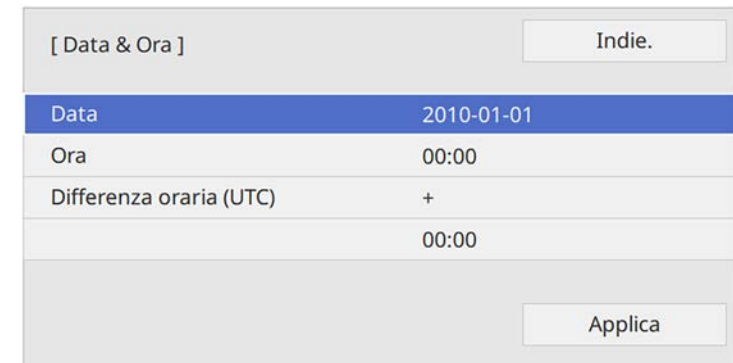 [ Data & Ora ] Indie.
Data 2010-01-01
Ora 00:00
Differenza oraria (UTC) +
00:00
Applica